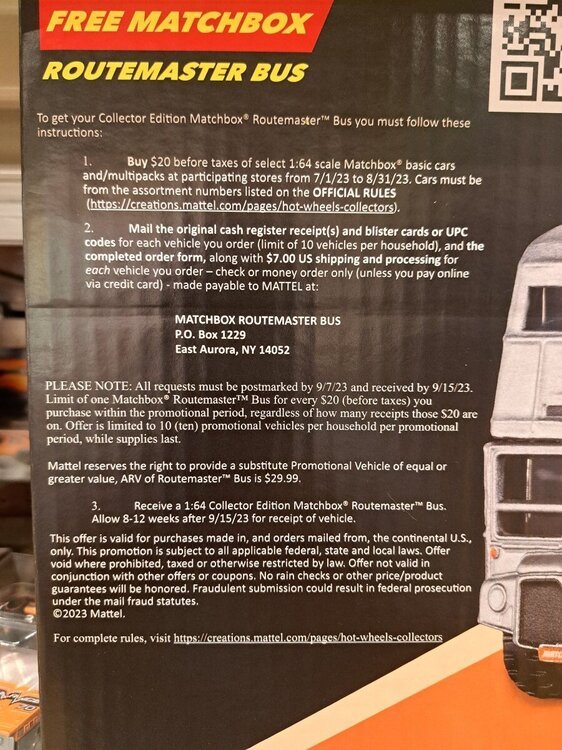 FREE MATCHBOX
ROUTEMASTER BUS
To get your Collector Edition Matchbox® Routemaster™ Bus you must follow these
instructions:
1. Buy $20 before taxes of select 1:64 scale Matchbox® basic cars
and/multipacks at participating stores from 7/1/23 to 8/31/23. Cars must be
from the assortment numbers listed on the OFFICIAL RULES
(https://creations.mattel.com/pages/hot-wheels-collectors).
2. Mail the original cash register receipt(s) and blister cards or UPC
codes for each vehicle you order (limit of 10 vehicles per household), and the
completed order form, along with $7.00 US shipping and processing for
each vehicle you order – check or money order only (unless you pay online
via credit card) - made payable to MATTEL at:
MATCHBOX ROUTEMASTER BUS
P.O. Box 1229
East Aurora, NY 14052
PLEASE NOTE: All requests must be postmarked by 9/7/23 and received by 9/15/23.
Limit of one Matchbox® Routemaster™ Bus for every $20 (before taxes) you
purchase within the promotional period, regardless of how many receipts those $20 are
on. Offer is limited to 10 (ten) promotional vehicles per household per promotional
period, while supplies last.
Mattel reserves the right to provide a substitute Promotional Vehicle of equal or
greater value, ARV of Routemaster™ Bus is $29.99.
3. Receive a 1:64 Collector Edition Matchbox® Routemaster™ Bus.
Allow 8-12 weeks after 9/15/23 for receipt of vehicle.
This offer is valid for purchases made in, and orders mailed from, the continental U.S.,
only. This promotion is subject to all applicable federal, state and local laws. Offer
void where prohibited, taxed or otherwise restricted by law. Offer not valid in
conjunction with other offers or coupons. No rain checks or other price/product
guarantees will be honored. Fraudulent submission could result in federal prosecution
under the mail fraud statutes.
©2023 Mattel.
For complete rules, visit https://creations.mattel.com/pages/hot-wheels-collectors